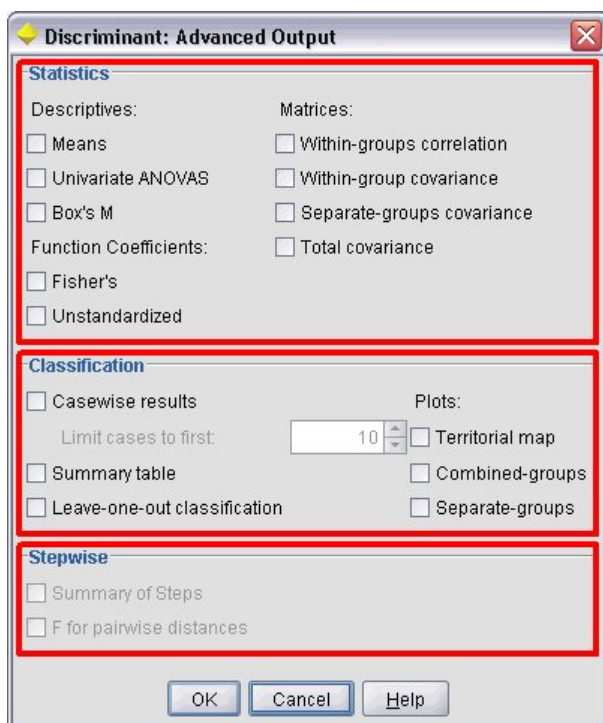 Discriminant: Advanced Output
Statistics
Descriptives:
Means
Univariate ANOVAS
Box's M
Function Coefficients:
Fisher's
Unstandardized
Matrices:
Within-groups correlation
Within-group covariance
Separate-groups covariance
Total covariance
Classification
Casewise results
Limit cases to first: 10
Summary table
Leave-one-out classification
Plots:
Territorial map
Combined-groups
Separate-groups
Stepwise
Summary of Steps
F for pairwise distances
OK Cancel Help